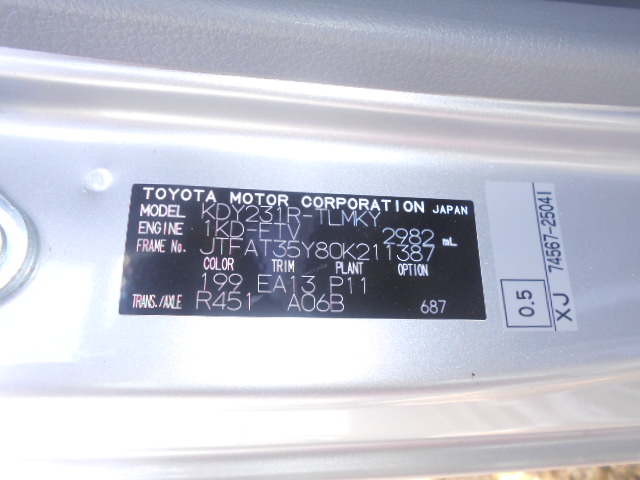 TOYOTA MOTOR CORPORATION JAPAN
MODEL KDY231R-TLMKY
ENGINE 1KD-FTV 2982 mL
FRAME No. JTFAT35Y80K211387
COLOR TRIM PLANT OPTION
199 EA13 P11
TRANS./AXLE R451 A06B 687
0.5
XJ 74567-25041